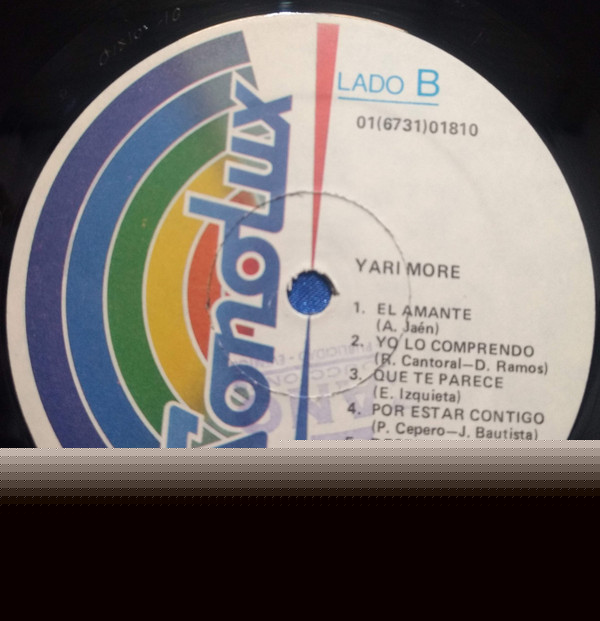 LADO B
01(6731)01810
Sonolux
YARI MORE
1. EL AMANTE
(A. Jaén)
2. YO LO COMPRENDO
(R. Cantoral—D. Ramos)
3. QUE TE PARECE
(E. Izquieta)
4. POR ESTAR CONTIGO
(P. Cepero—J. Bautista)